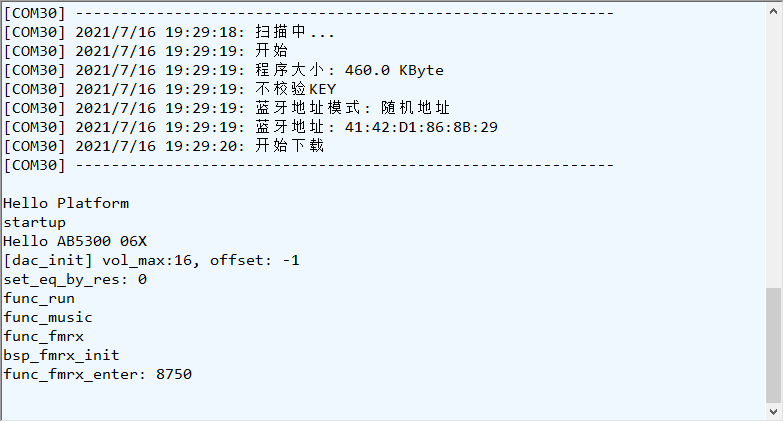 [COM30] ------------------------------------------------------------
[COM30] 2021/7/16 19:29:18: 扫描中...
[COM30] 2021/7/16 19:29:19: 开始
[COM30] 2021/7/16 19:29:19: 程序大小: 460.0 KByte
[COM30] 2021/7/16 19:29:19: 不校验KEY
[COM30] 2021/7/16 19:29:19: 蓝牙地址模式: 随机地址
[COM30] 2021/7/16 19:29:19: 蓝牙地址: 41:42:D1:86:8B:29
[COM30] 2021/7/16 19:29:20: 开始下载
[COM30] ------------------------------------------------------------
Hello Platform
startup
Hello AB5300 06X
[dac_init] vol_max:16, offset: -1
set_eq_by_res: 0
func_run
func_music
func_fmrx
bsp_fmrx_init
func_fmrx_enter: 8750